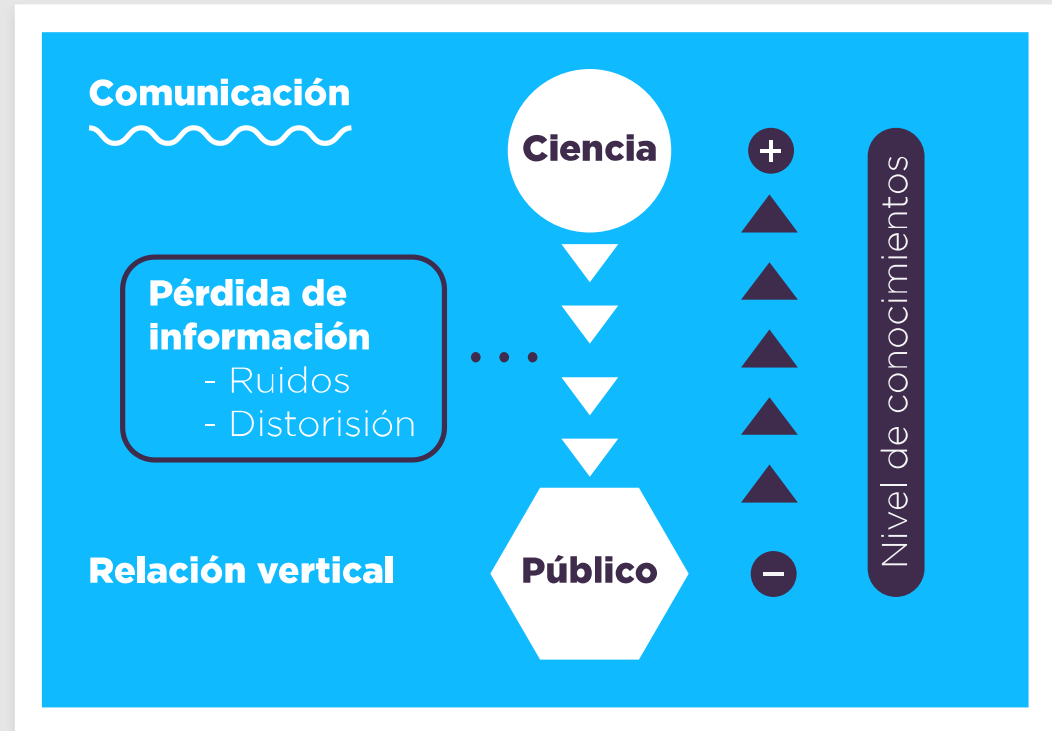 Comunicación
Ciencia
+
Nivel de conocimientos
Pérdida de
información
- Ruidos
- Distorisión
Relación vertical
Público
−